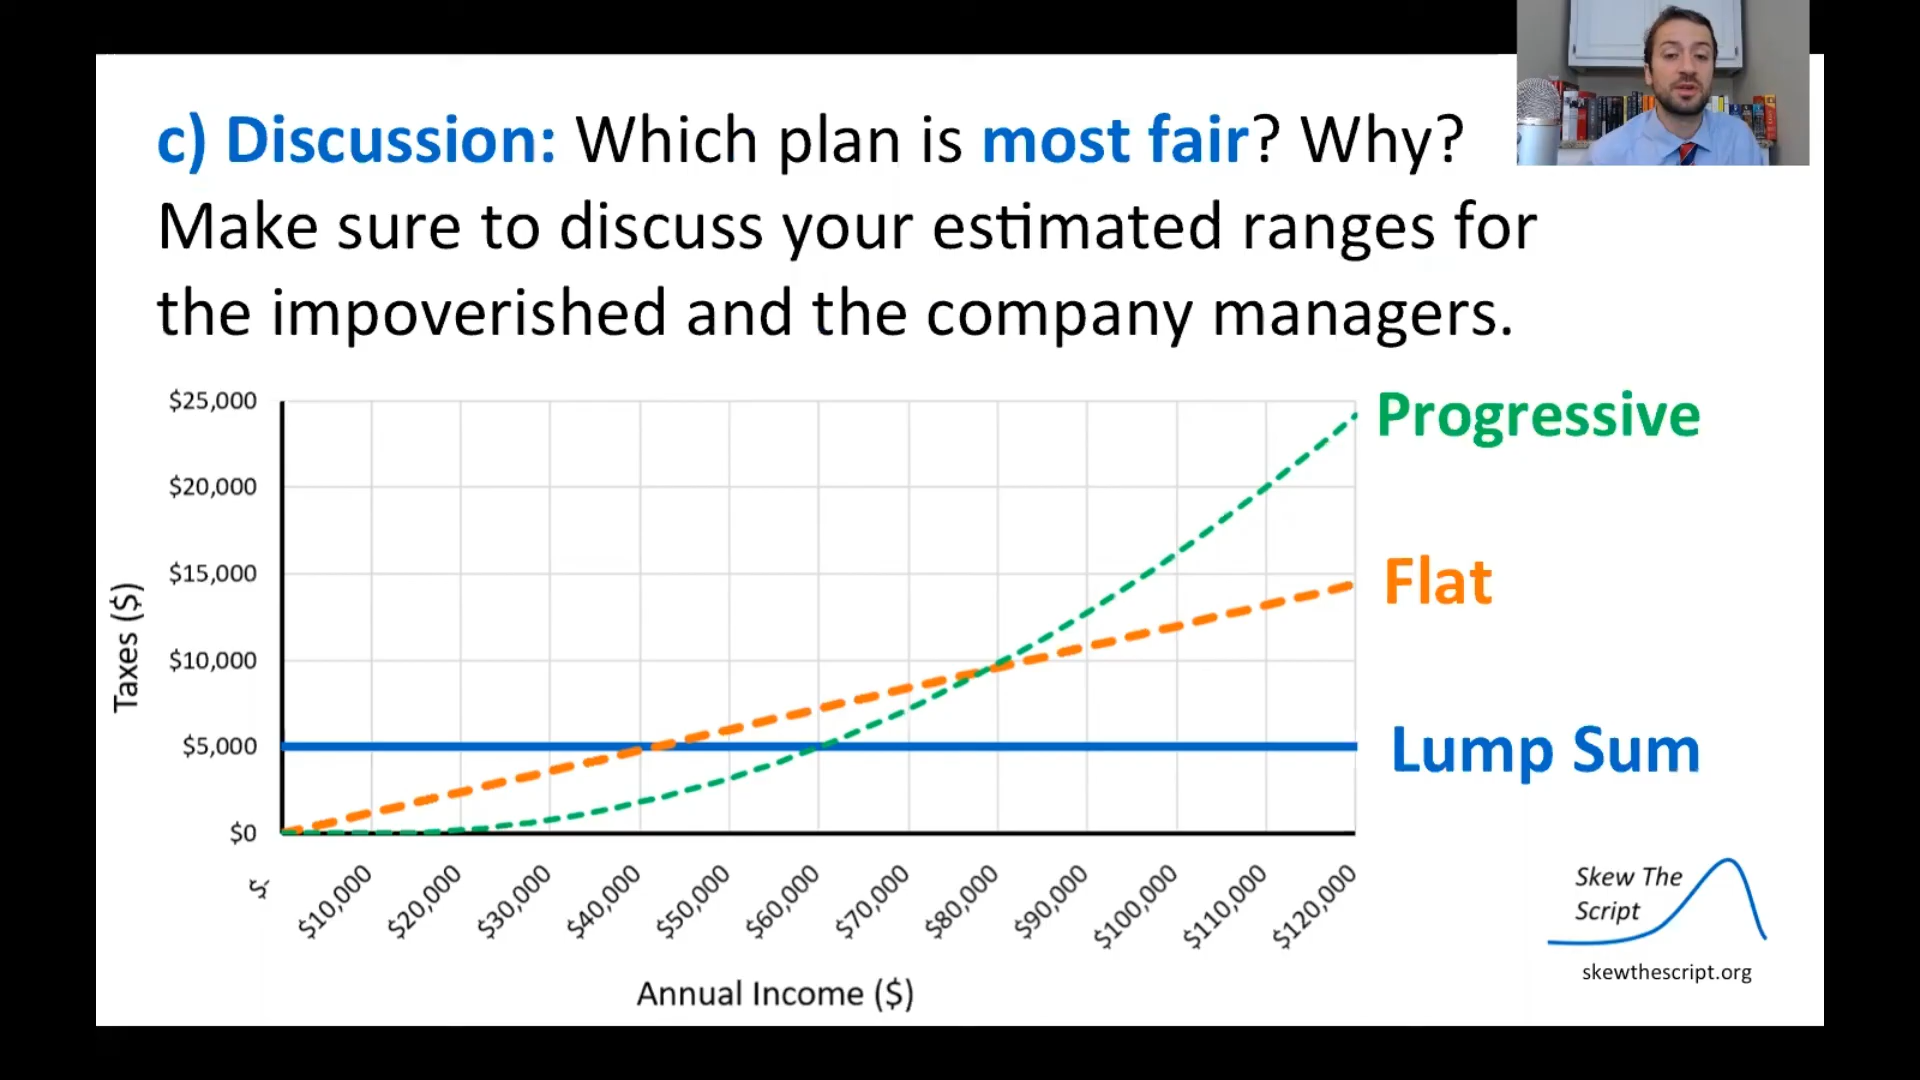 c) Discussion: Which plan is most fair? Why?
Make sure to discuss your estimated ranges for
the impoverished and the company managers.
$25,000
$20,000
$15,000
$10,000
$5,000
$0
Taxes ($)
$-
$10,000
$20,000
$30,000
$40,000
$50,000
$60,000
$70,000
$80,000
$90,000
$100,000
$110,000
$120,000
Annual Income ($)
Progressive
Flat
Lump Sum
Skew The
Script
skewthescript.org